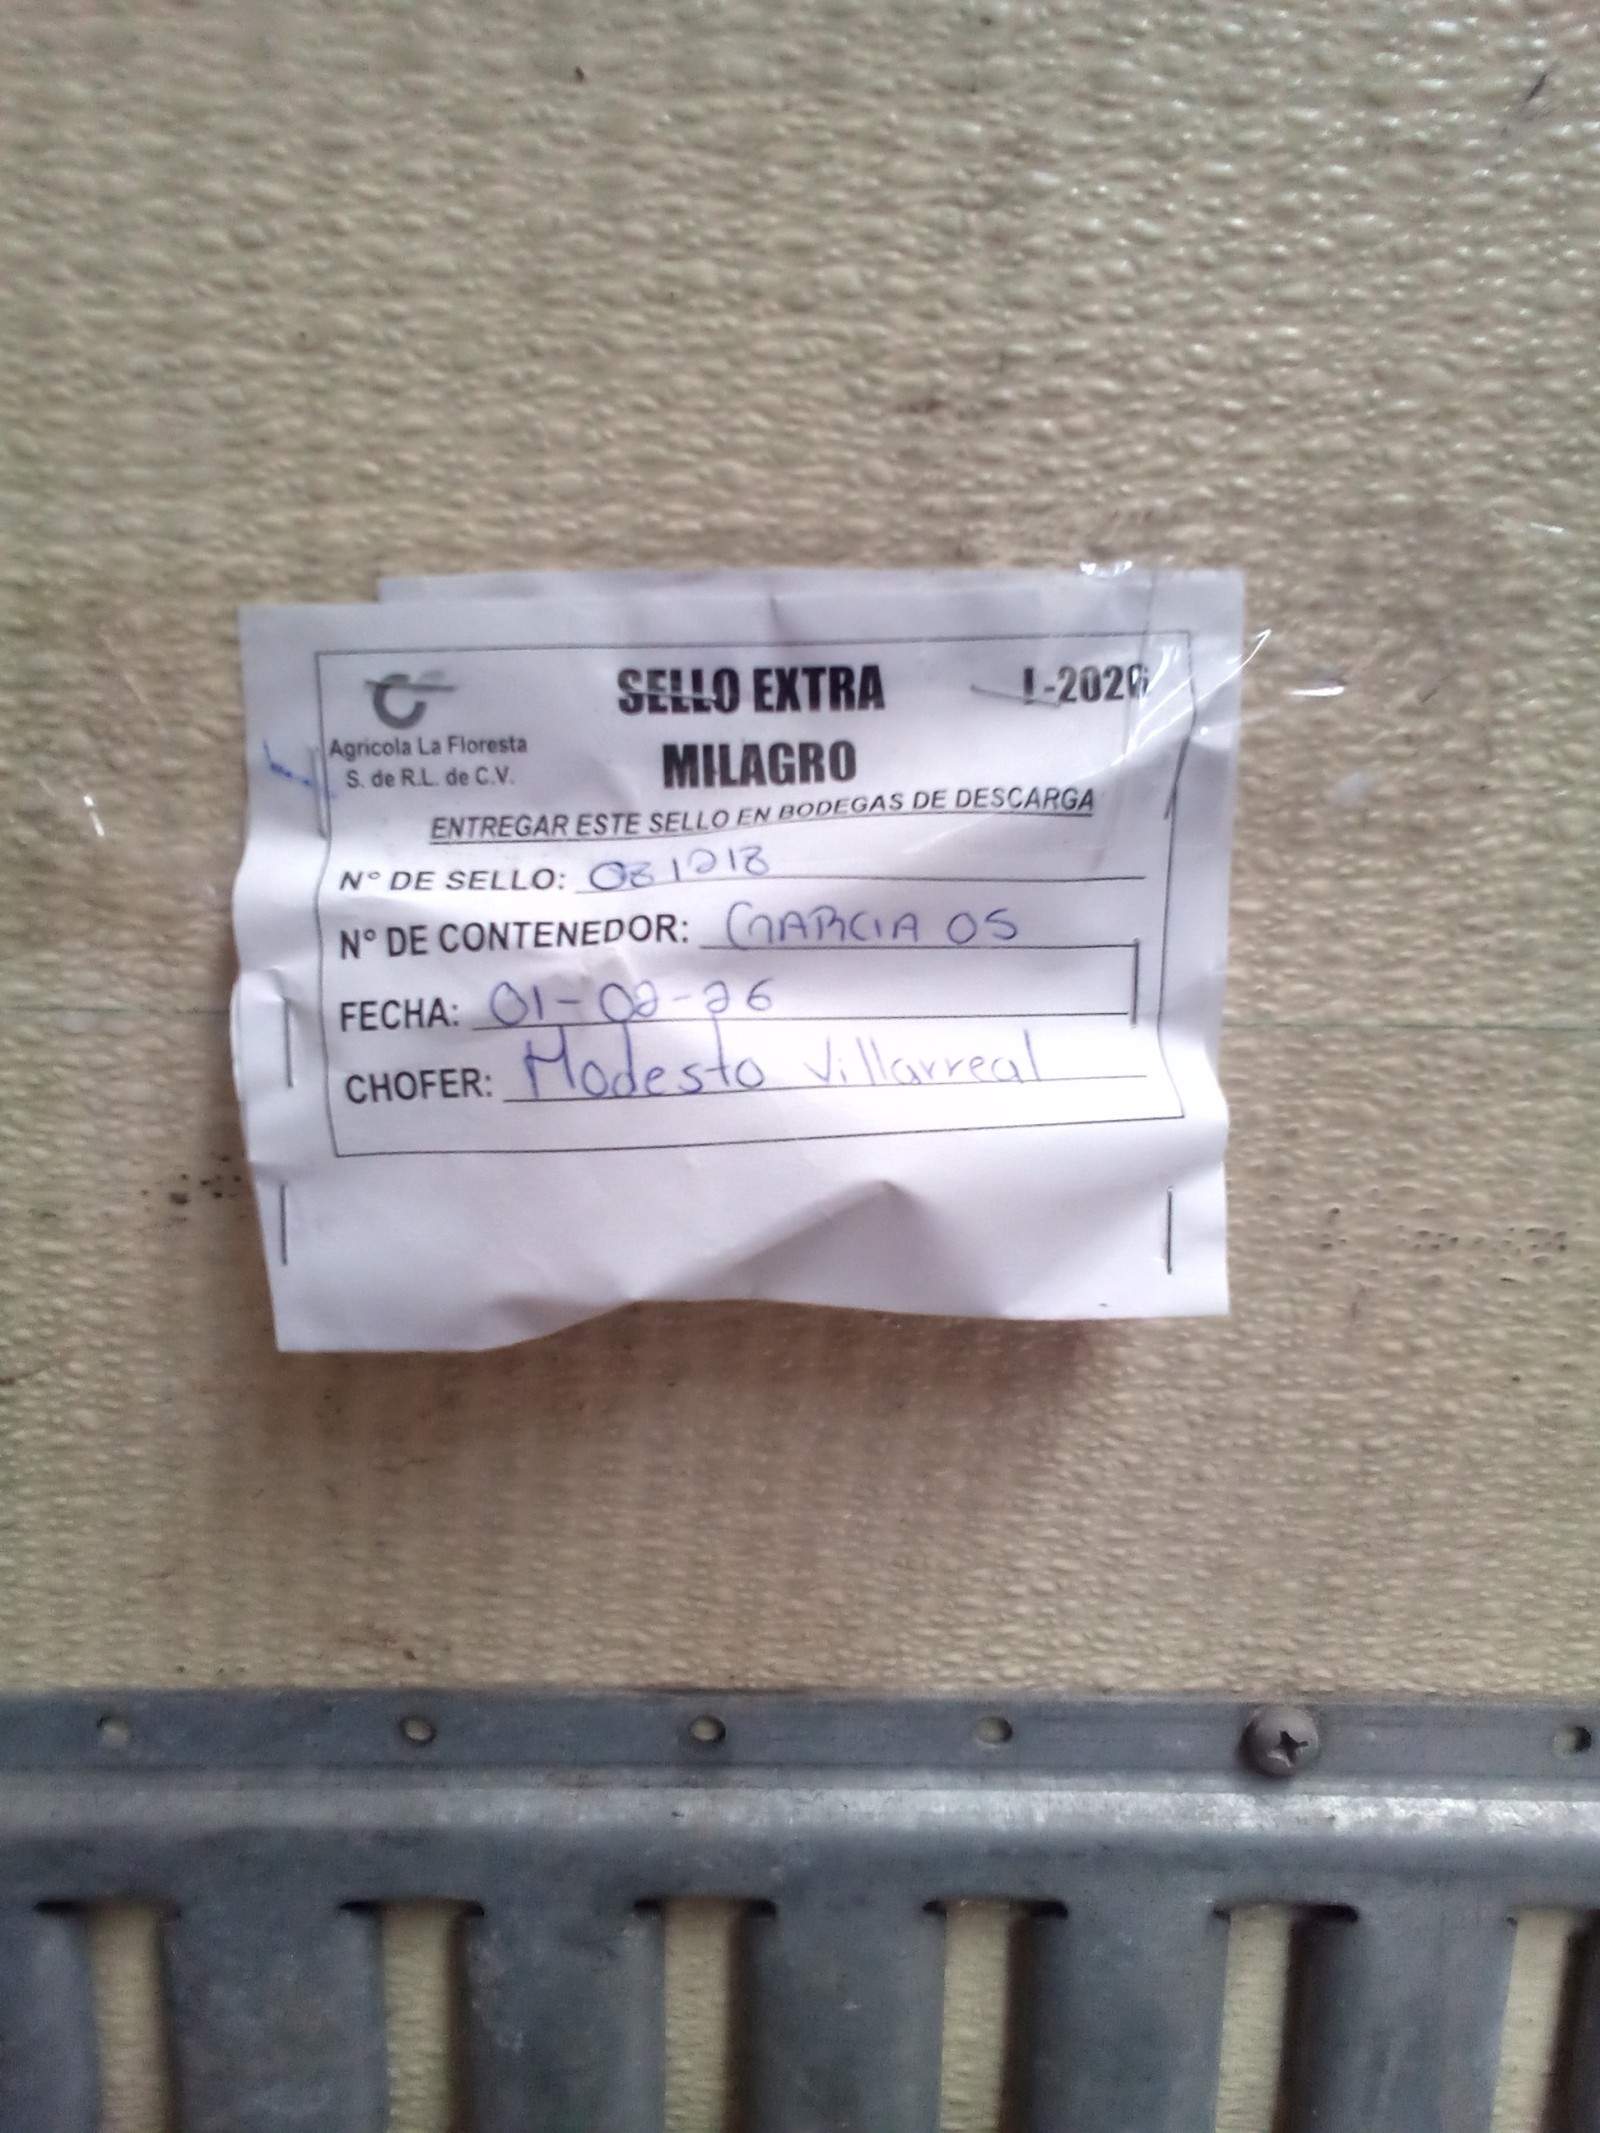 SELLO EXTRA I-2026
MILAGRO
Agricola La Floresta
S. de R.L. de C.V.
ENTREGAR ESTE SELLO EN BODEGAS DE DESCARGA
N° DE SELLO: 081218
N° DE CONTENEDOR: GARCIA 05
FECHA: 01-02-26
CHOFER: Modesto Villarreal